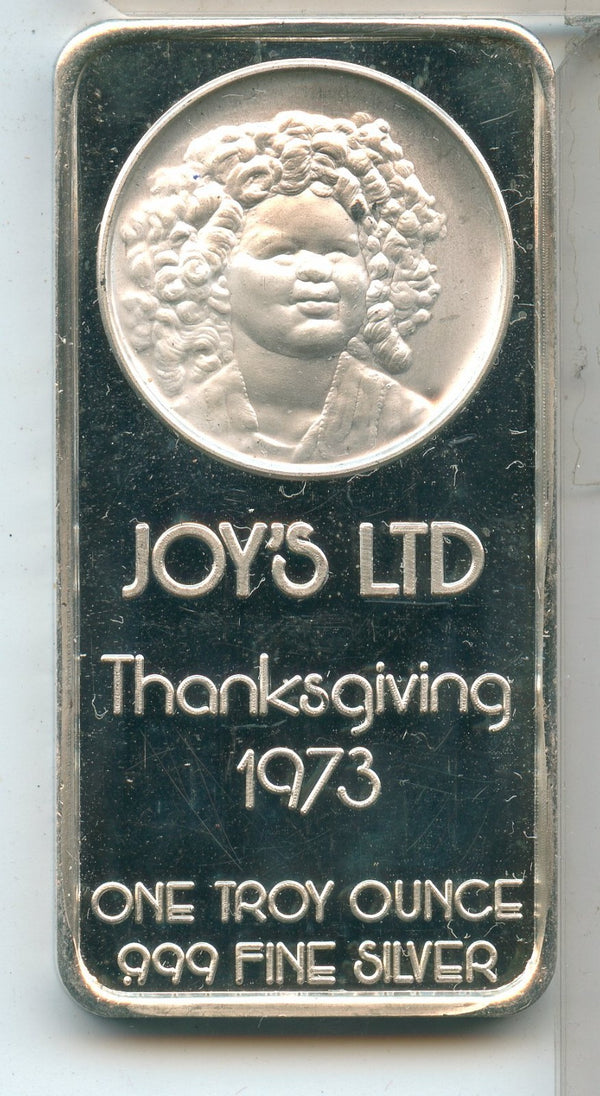 JOY'S LTD
Thanksgiving
1973
ONE TROY OUNCE
.999 FINE SILVER